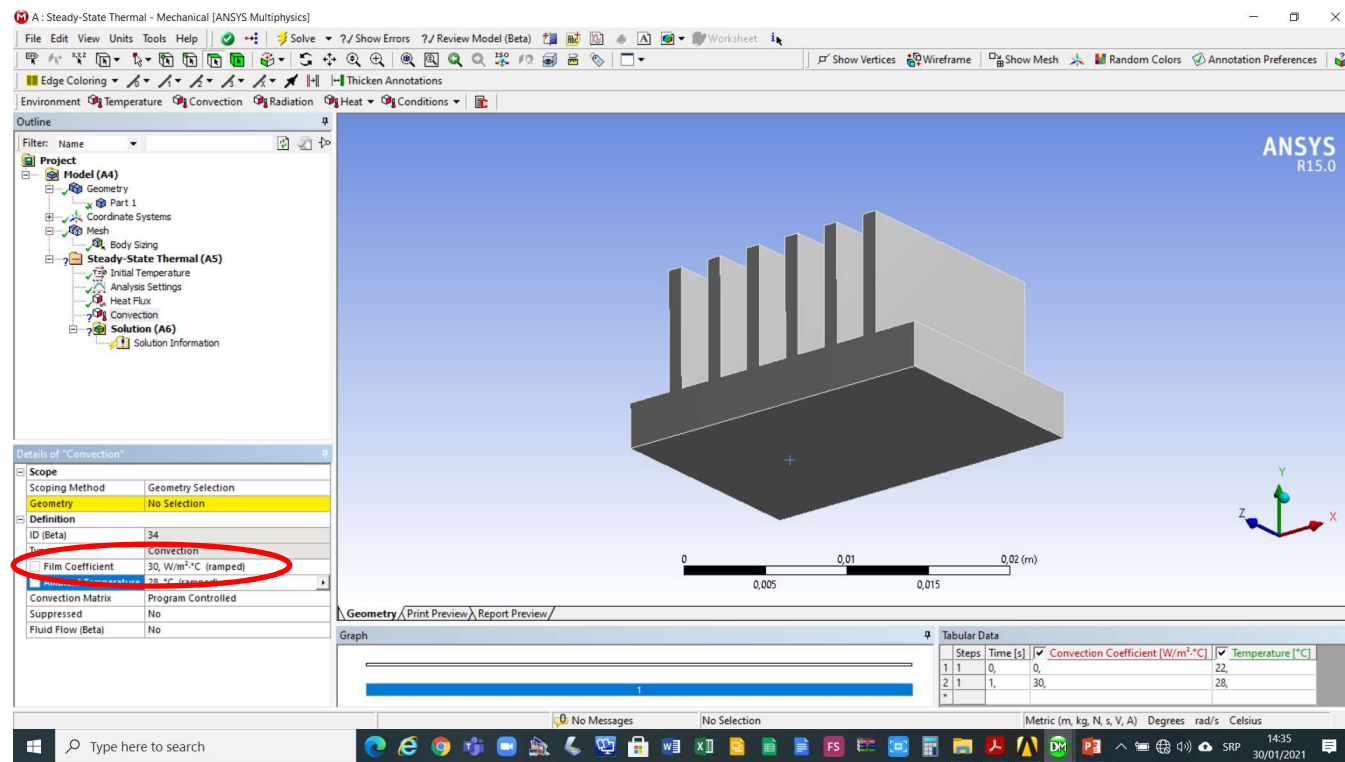 A : Steady-State Thermal - Mechanical [ANSYS Multiphysics]
File Edit View Units Tools Help Solve ?✓ Show Errors ?✓ Review Model (Beta) A Worksheet
Show Vertices Wireframe Show Mesh Random Colors Annotation Preferences
Edge Coloring Thicken Annotations
Environment Temperature Convection Radiation Heat Conditions
Outline
Filter: Name
Project
Model (A4)
Geometry
Part 1
Coordinate Systems
Mesh
Body Sizing
Steady-State Thermal (A5)
Initial Temperature
Analysis Settings
Heat Flux
Convection
Solution (A6)
Solution Information
ANSYS
R15.0
Y
Z
X
0 0,01 0,02 (m)
0,005 0,015
Details of "Convection"
Scope
Scoping Method Geometry Selection
Geometry No Selection
Definition
ID (Beta) 34
Convection
Film Coefficient 30, W/m²·°C (ramped)
Ambient Temperature 28, °C (ramped)
Convection Matrix Program Controlled
Suppressed No
Fluid Flow (Beta) No
Geometry Print Preview Report Preview
Graph
1
Tabular Data
Steps Time [s] Convection Coefficient [W/m²·°C] Temperature [°C]
1 1 0, 0, 22,
2 1 1, 30, 28,
*
0 No Messages No Selection Metric (m, kg, N, s, V, A) Degrees rad/s Celsius
Type here to search
FS
DM
SRP
14:35
30/01/2021